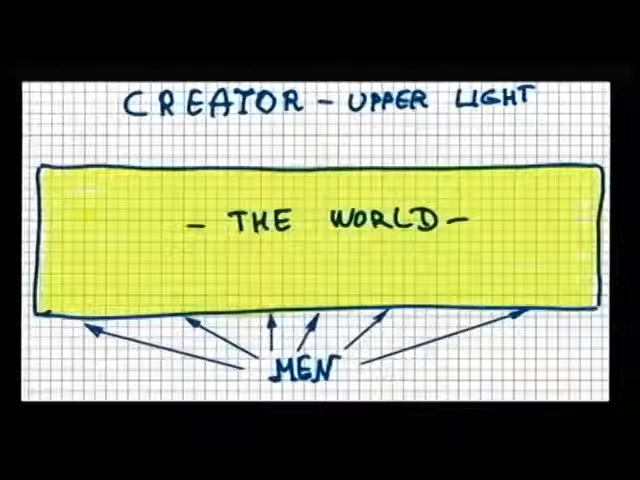 CREATOR - UPPER LIGHT
- THE WORLD -
MEN